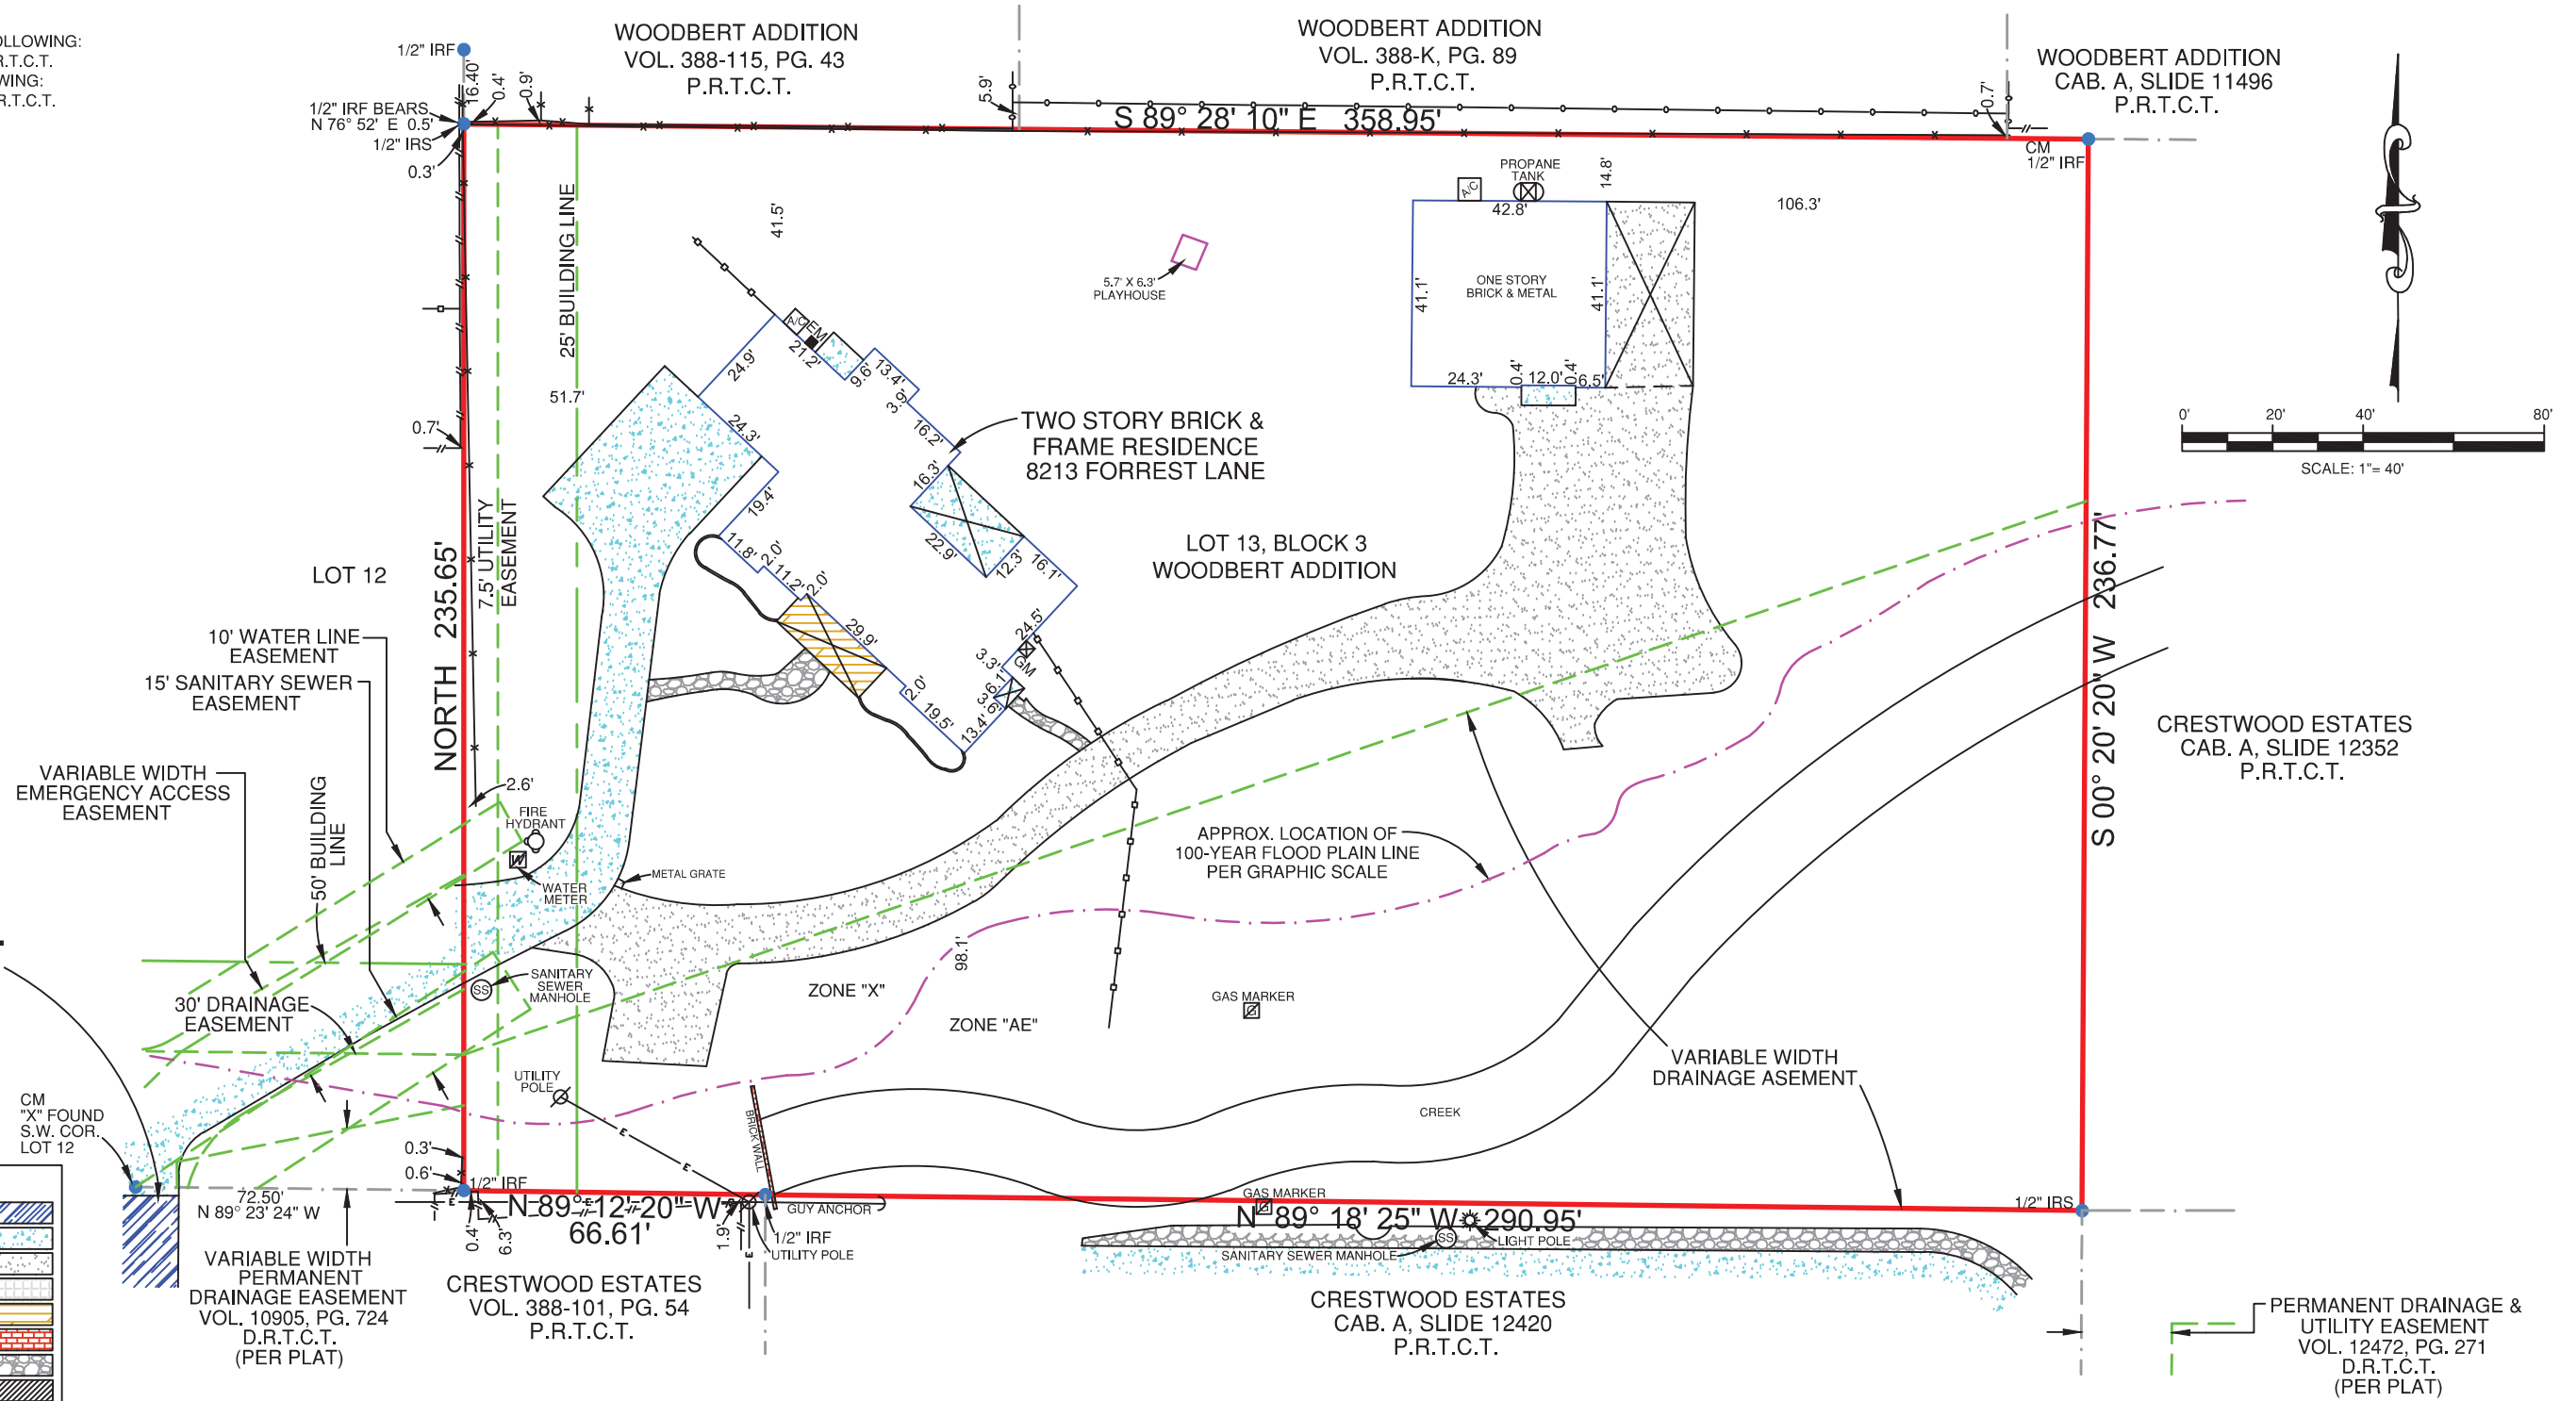 OLLOWING:
R.T.C.T.
WING:
R.T.C.T.
1/2" IRF
16.40'
0.4'
0.9'
1/2" IRF BEARS
N 76° 52' E 0.5'
1/2" IRS
0.3'
WOODBERT ADDITION
VOL. 388-115, PG. 43
P.R.T.C.T.
5.9'
WOODBERT ADDITION
VOL. 388-K, PG. 89
P.R.T.C.T.
S 89° 28' 10" E 358.95'
0.7'
WOODBERT ADDITION
CAB. A, SLIDE 11496
P.R.T.C.T.
CM
1/2" IRF
25' BUILDING LINE
41.5'
51.7'
0.7'
PROPANE
TANK
A/C
42.8'
14.8'
106.3'
5.7' X 6.3'
PLAYHOUSE
ONE STORY
BRICK & METAL
41.1'
41.1'
24.3'
0.4'
12.0'
0.4'
6.5'
0'
20'
40'
80'
SCALE: 1"= 40'
A/C
EM
21.2'
24.9'
9.6'
13.4'
3.9'
16.2'
24.3'
19.4'
16.3'
22.9'
12.3'
16.1'
11.8'
2.0'
11.2'
2.0'
29.9'
24.5'
GM
3.3'
6.1'
3.6'
2.0'
19.5'
13.4'
TWO STORY BRICK &
FRAME RESIDENCE
8213 FORREST LANE
LOT 13, BLOCK 3
WOODBERT ADDITION
LOT 12
NORTH 235.65'
7.5' UTILITY
EASEMENT
S 00° 20' 20" W 236.77'
10' WATER LINE
EASEMENT
15' SANITARY SEWER
EASEMENT
VARIABLE WIDTH
EMERGENCY ACCESS
EASEMENT
50' BUILDING
LINE
2.6'
FIRE
HYDRANT
W
WATER
METER
METAL GRATE
CRESTWOOD ESTATES
CAB. A, SLIDE 12352
P.R.T.C.T.
APPROX. LOCATION OF
100-YEAR FLOOD PLAIN LINE
PER GRAPHIC SCALE
98.1'
30' DRAINAGE
EASEMENT
SS
SANITARY
SEWER
MANHOLE
ZONE "X"
ZONE "AE"
GAS MARKER
G
VARIABLE WIDTH
DRAINAGE ASEMENT
UTILITY
POLE
CREEK
BRICK WALL
E
E
CM
"X" FOUND
S.W. COR.
LOT 12
0.3'
0.6'
1/2" IRF
72.50'
N 89° 23' 24" W
0.4'
6.3'
E
E
N 89° 12' 20" W
66.61'
1.9'
E
GUY ANCHOR
1/2" IRF
UTILITY POLE
GAS MARKER
G
N 89° 18' 25" W 290.95'
1/2" IRS
SANITARY SEWER MANHOLE
SS
LIGHT POLE
VARIABLE WIDTH
PERMANENT
DRAINAGE EASEMENT
VOL. 10905, PG. 724
D.R.T.C.T.
(PER PLAT)
CRESTWOOD ESTATES
VOL. 388-101, PG. 54
P.R.T.C.T.
CRESTWOOD ESTATES
CAB. A, SLIDE 12420
P.R.T.C.T.
PERMANENT DRAINAGE &
UTILITY EASEMENT
VOL. 12472, PG. 271
D.R.T.C.T.
(PER PLAT)